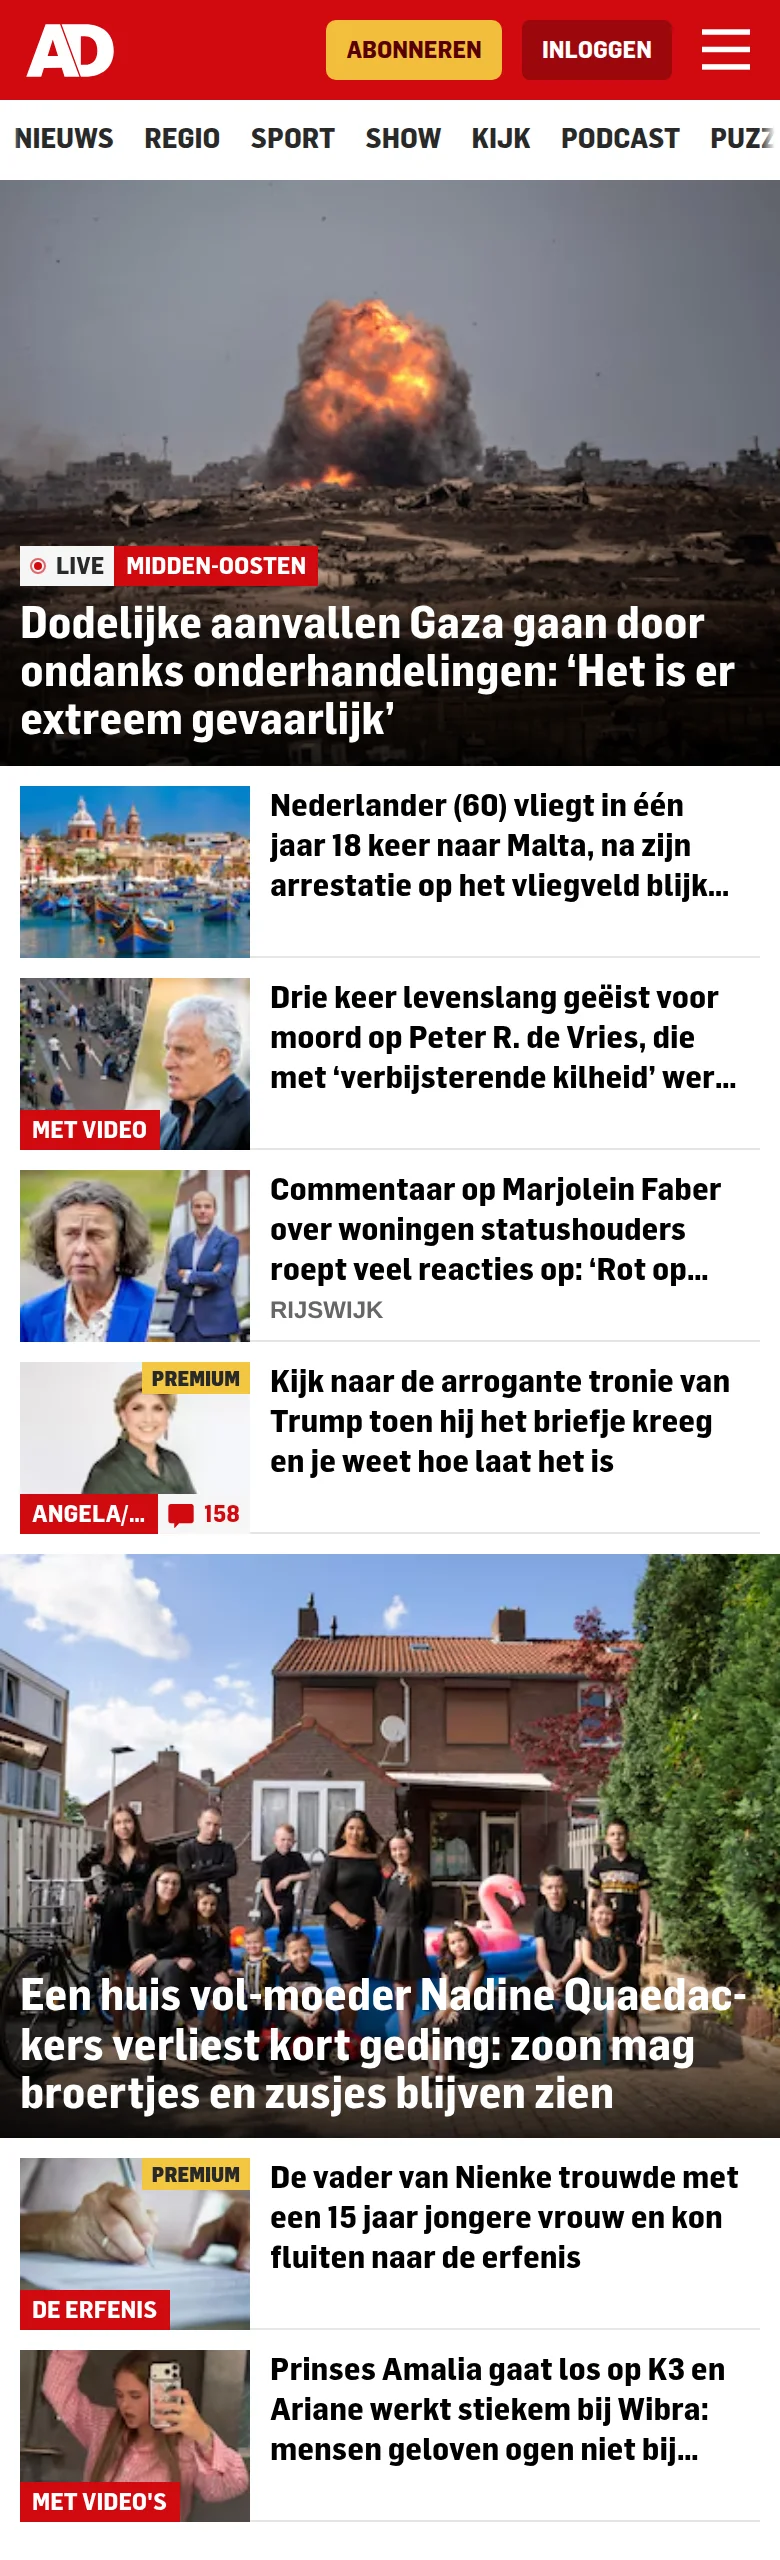 AD
ABONNEREN
INLOGGEN
NIEUWS REGIO SPORT SHOW KIJK PODCAST PUZZ
LIVE MIDDEN-OOSTEN
Dodelijke aanvallen Gaza gaan door
ondanks onderhandelingen: ‘Het is er
extreem gevaarlijk’
Nederlander (60) vliegt in één
jaar 18 keer naar Malta, na zijn
arrestatie op het vliegveld blijk...
MET VIDEO
Drie keer levenslang geëist voor
moord op Peter R. de Vries, die
met ‘verbijsterende kilheid’ wer...
Commentaar op Marjolein Faber
over woningen statushouders
roept veel reacties op: ‘Rot op...
RIJSWIJK
PREMIUM
ANGELA/... 158
Kijk naar de arrogante tronie van
Trump toen hij het briefje kreeg
en je weet hoe laat het is
Een huis vol-moeder Nadine Quaedac-
kers verliest kort geding: zoon mag
broertjes en zusjes blijven zien
PREMIUM
DE ERFENIS
De vader van Nienke trouwde met
een 15 jaar jongere vrouw en kon
fluiten naar de erfenis
MET VIDEO'S
Prinses Amalia gaat los op K3 en
Ariane werkt stiekem bij Wibra:
mensen geloven ogen niet bij...